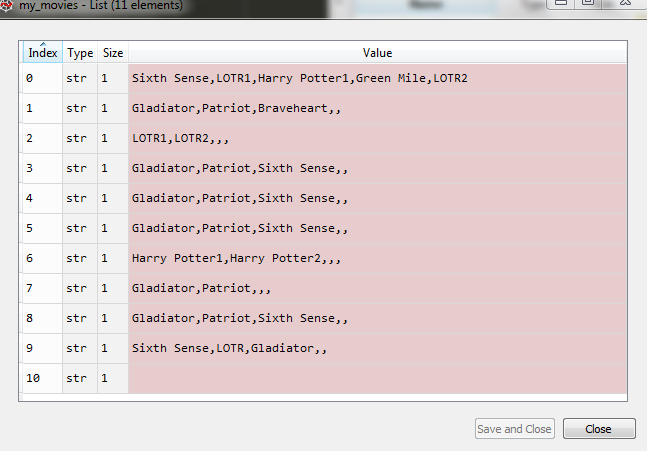 my_movies - List (11 elements)
Index Type Size Value
0 str 1 Sixth Sense,LOTR1,Harry Potter1,Green Mile,LOTR2
1 str 1 Gladiator,Patriot,Braveheart,,
2 str 1 LOTR1,LOTR2,,,
3 str 1 Gladiator,Patriot,Sixth Sense,,
4 str 1 Gladiator,Patriot,Sixth Sense,,
5 str 1 Gladiator,Patriot,Sixth Sense,,
6 str 1 Harry Potter1,Harry Potter2,,,
7 str 1 Gladiator,Patriot,,,
8 str 1 Gladiator,Patriot,Sixth Sense,,
9 str 1 Sixth Sense,LOTR,Gladiator,,
10 str 1
Save and Close Close